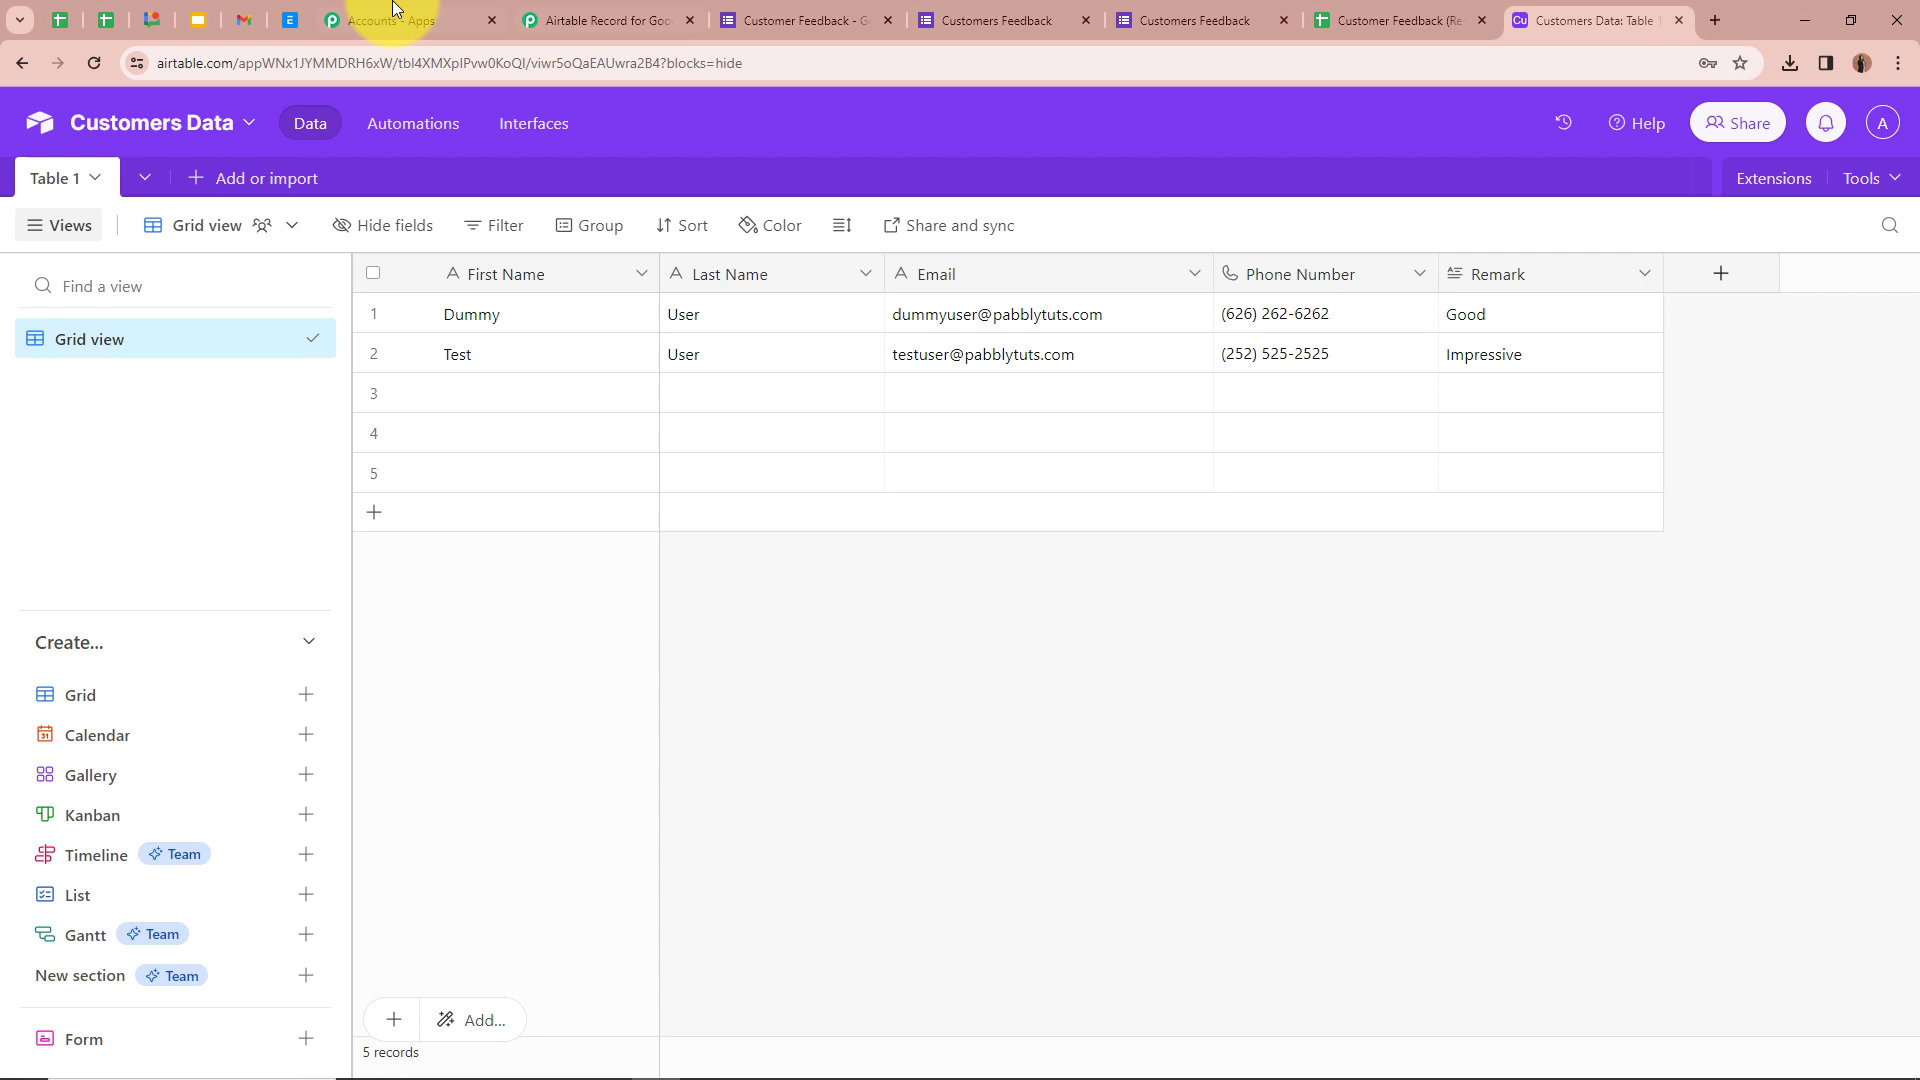 Accounts - Apps
Airtable Record for Goo
Customer Feedback - G
Customers Feedback
Customers Feedback
Customer Feedback (Re
Customers Data: Table 1
airtable.com/appWNx1JYMMDRH6xW/tbl4XMXplPvw0KoQl/viwr5oQaEAUwra2B4?blocks=hide
Customers Data
Data
Automations
Interfaces
Help
Share
A
Table 1
Add or import
Extensions
Tools
Views
Grid view
Hide fields
Filter
Group
Sort
Color
Share and sync
Find a view
Grid view
First Name Last Name Email Phone Number Remark
1 Dummy User dummyuser@pabblytuts.com (626) 262-6262 Good
2 Test User testuser@pabblytuts.com (252) 525-2525 Impressive
3
4
5
Create...
Grid
Calendar
Gallery
Kanban
Timeline Team
List
Gantt Team
New section Team
Form
Add...
5 records